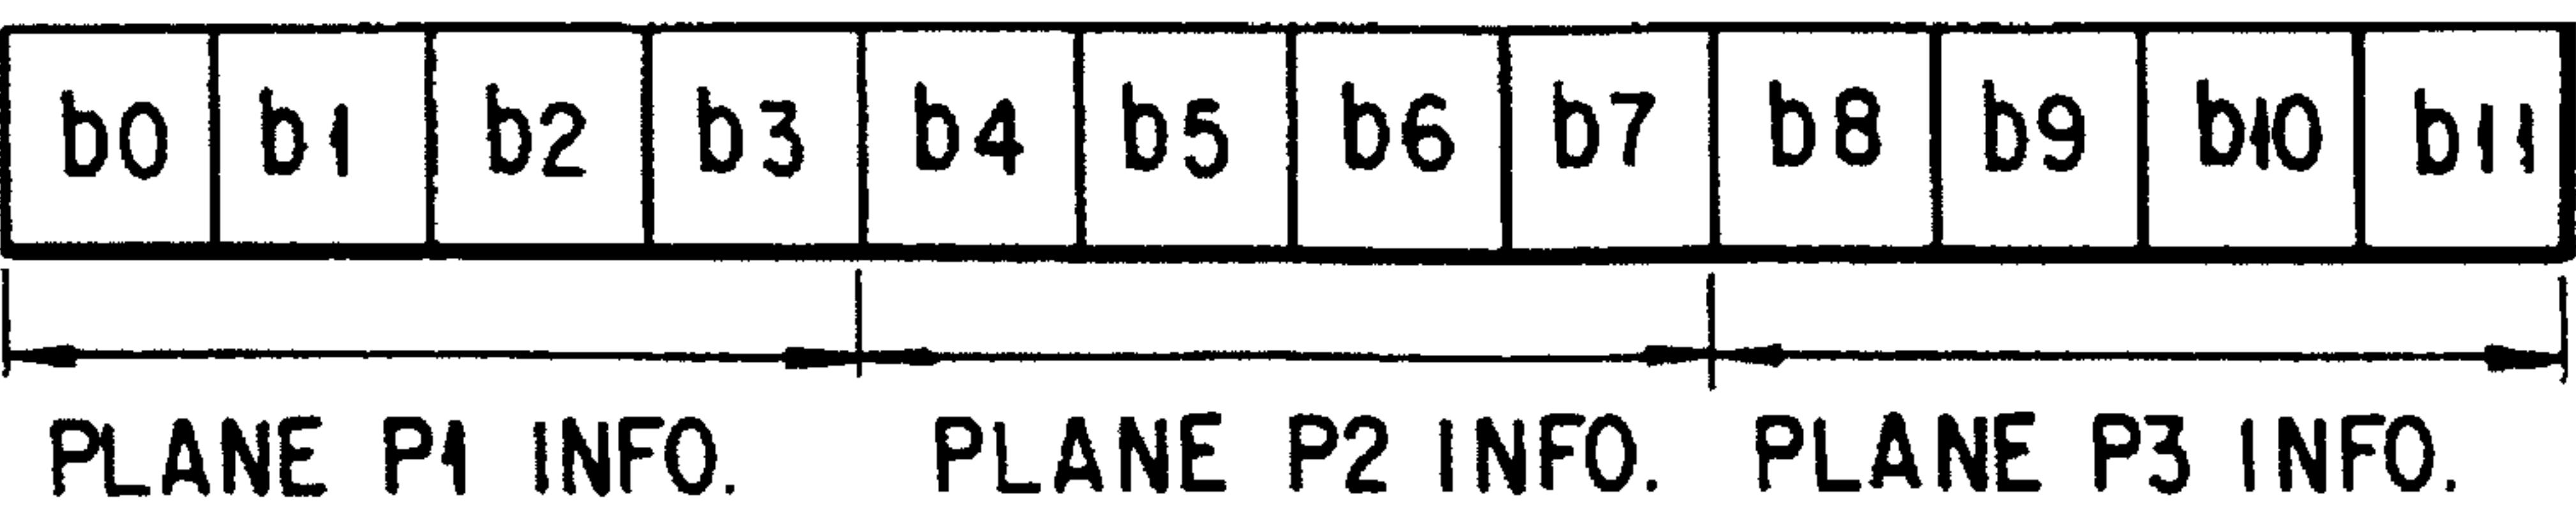 b0 b1 b2 b3 b4 b5 b6 b7 b8 b9 b10 b11
PLANE P1 INFO. PLANE P2 INFO. PLANE P3 INFO.